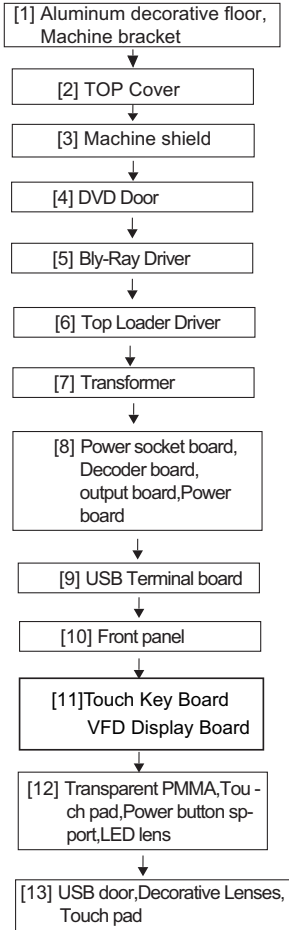 [1] Aluminum decorative floor,
Machine bracket
[2] TOP Cover
[3] Machine shield
[4] DVD Door
[5] Bly-Ray Driver
[6] Top Loader Driver
[7] Transformer
[8] Power socket board,
Decoder board,
output board,Power
board
[9] USB Terminal board
[10] Front panel
[11]Touch Key Board
VFD Display Board
[12] Transparent PMMA,Tou -
ch pad,Power button sp-
port,LED lens
[13] USB door,Decorative Lenses,
Touch pad